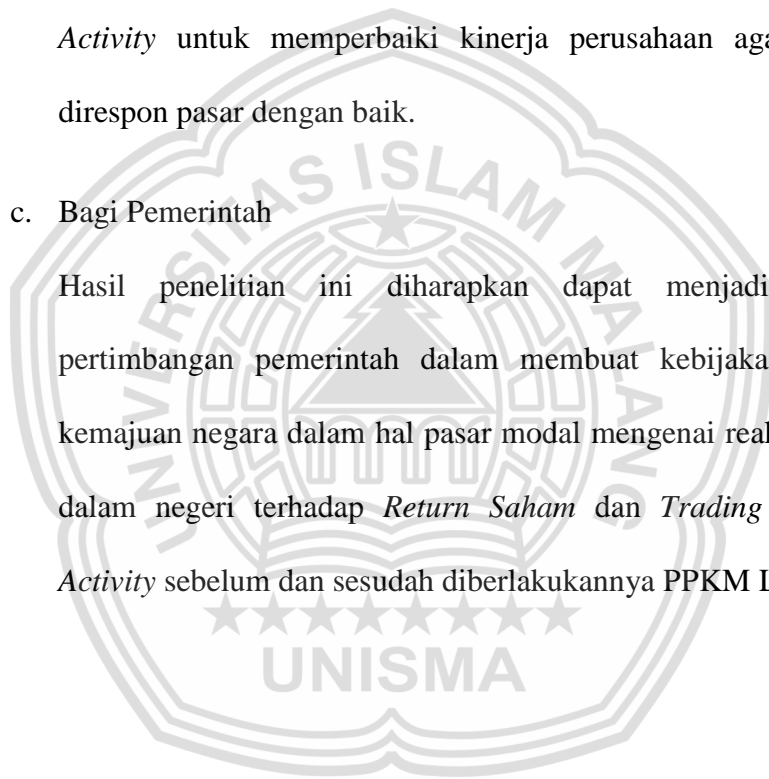 Activity untuk memperbaiki kinerja perusahaan aga
direspon pasar dengan baik.
c. Bagi Pemerintah
Hasil penelitian ini diharapkan dapat menjadi
pertimbangan pemerintah dalam membuat kebijaka
kemajuan negara dalam hal pasar modal mengenai real
dalam negeri terhadap Return Saham dan Trading
Activity sebelum dan sesudah diberlakukannya PPKM L
UNIVERSITAS ISLAM MALANG
UNISMA